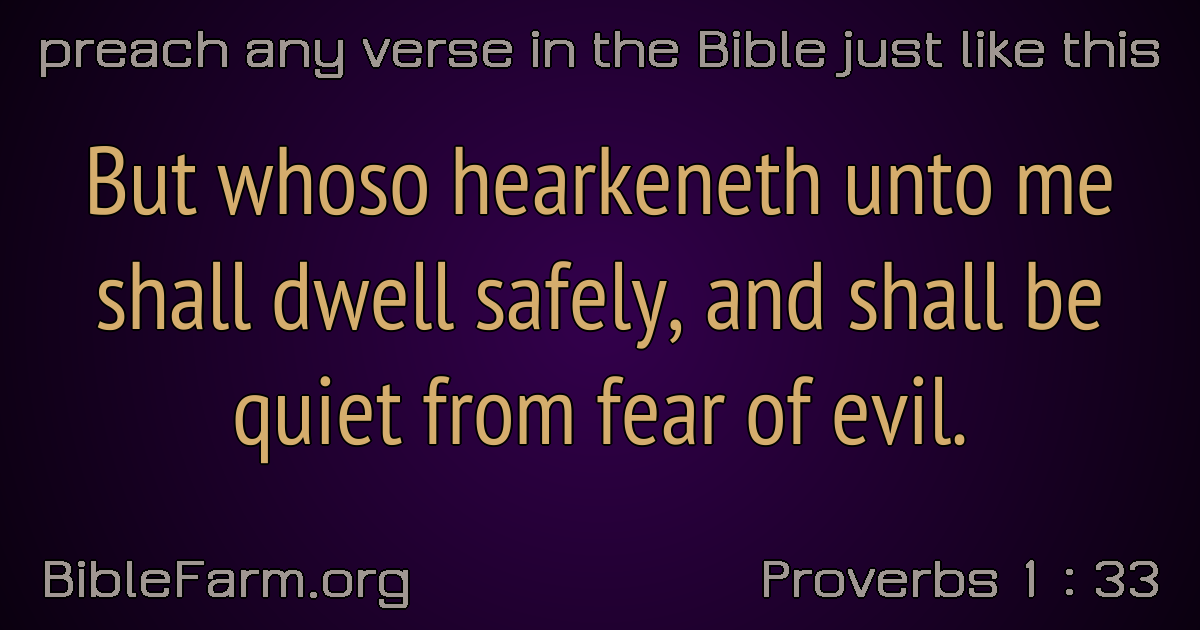 preach any verse in the Bible just like this
But whoso hearkeneth unto me
shall dwell safely, and shall be
quiet from fear of evil.
BibleFarm.org
Proverbs 1 : 33